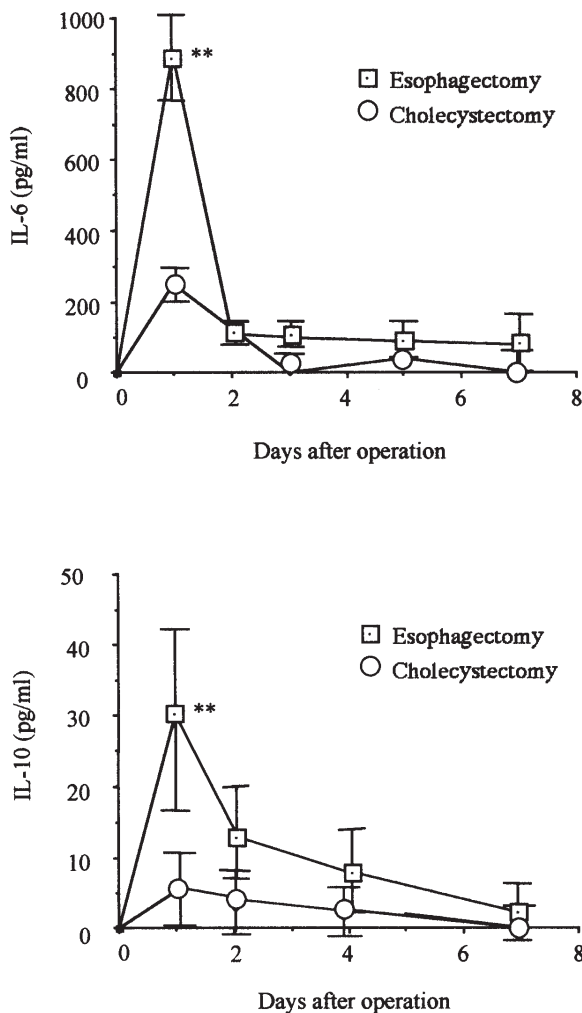 1000
800
600
400
200
0
IL-6 (pg/ml)
**
Esophagectomy
Cholecystectomy
0 2 4 6 8
Days after operation
50
40
30
20
10
0
IL-10 (pg/ml)
**
Esophagectomy
Cholecystectomy
0 2 4 6 8
Days after operation